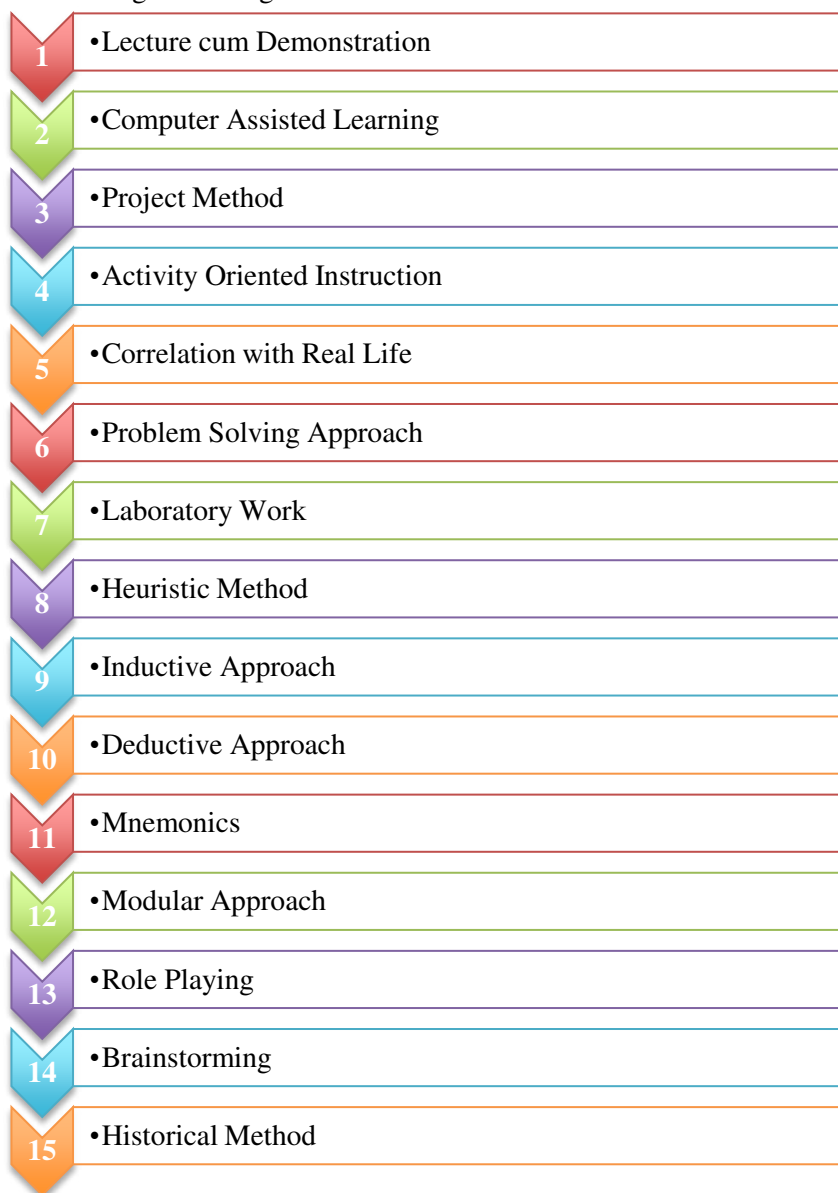 1
•Lecture cum Demonstration
2
•Computer Assisted Learning
3
•Project Method
4
•Activity Oriented Instruction
5
•Correlation with Real Life
6
•Problem Solving Approach
7
•Laboratory Work
8
•Heuristic Method
9
•Inductive Approach
10
•Deductive Approach
11
•Mnemonics
12
•Modular Approach
13
•Role Playing
14
•Brainstorming
15
•Historical Method